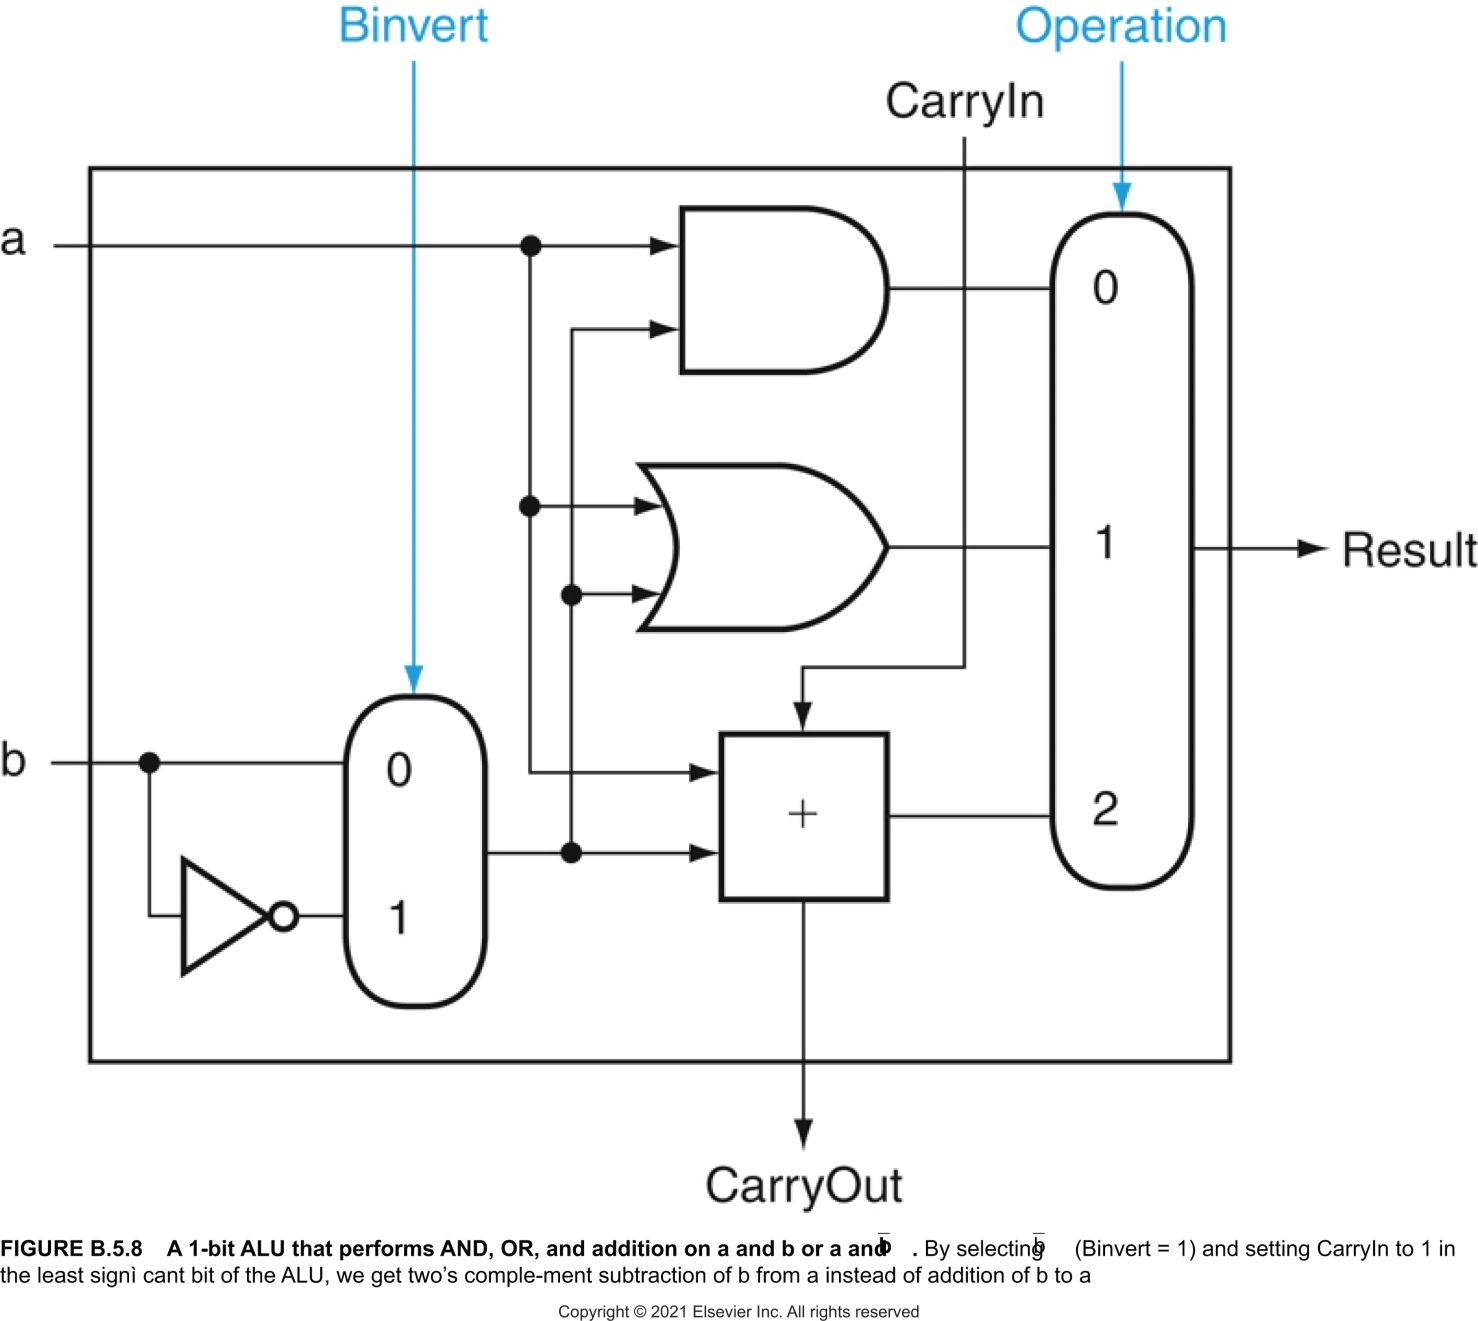 Binvert
Operation
CarryIn
a
0
1
Result
b
0
+
2
1
CarryOut
FIGURE B.5.8 A 1-bit ALU that performs AND, OR, and addition on a and b or a and b̅ . By selecting b̅ (Binvert = 1) and setting CarryIn to 1 in
the least signì cant bit of the ALU, we get two’s comple-ment subtraction of b from a instead of addition of b to a
Copyright © 2021 Elsevier Inc. All rights reserved